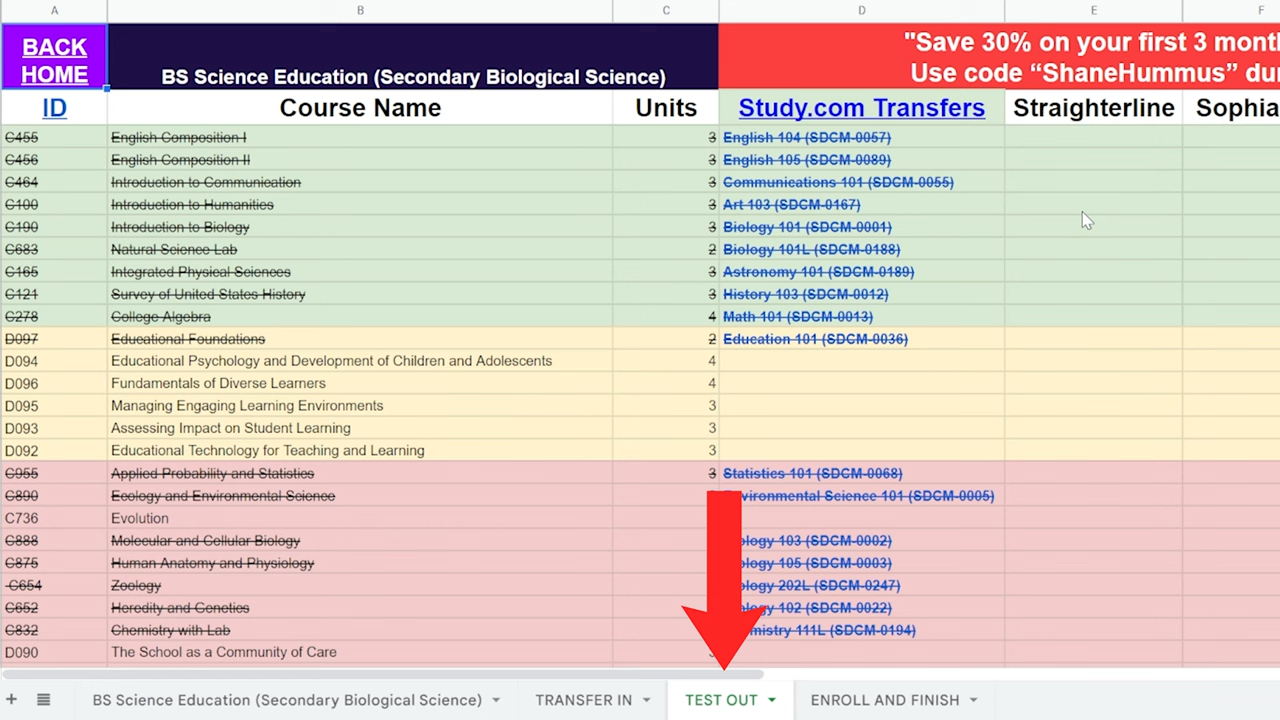 A B C D E F
BACK HOME BS Science Education (Secondary Biological Science) "Save 30% on your first 3
Use code “ShaneHummus”
ID Course Name Units Study.com Transfers Straighterline Sophia
C455 English Composition I 3 English 104 (SDCM-0057)
C456 English Composition II 3 English 105 (SDCM-0089)
C464 Introduction to Communication 3 Communications 101 (SDCM-0055)
C100 Introduction to Humanities 3 Art 103 (SDCM-0167)
C190 Introduction to Biology 3 Biology 101 (SDCM-0001)
C683 Natural Science Lab 2 Biology 101L (SDCM-0188)
C165 Integrated Physical Sciences 3 Astronomy 101 (SDCM-0189)
C121 Survey of United States History 3 History 103 (SDCM-0012)
C278 College Algebra 4 Math 101 (SDCM-0013)
D097 Educational Foundations 2 Education 101 (SDCM-0036)
D094 Educational Psychology and Development of Children and Adolescents 4
D096 Fundamentals of Diverse Learners 4
D095 Managing Engaging Learning Environments 3
D093 Assessing Impact on Student Learning 3
D092 Educational Technology for Teaching and Learning 3
C955 Applied Probability and Statistics 3 Statistics 101 (SDCM-0068)
C890 Ecology and Environmental Science 101 (SDCM-0005)
C736 Evolution
C888 Molecular and Cellular Biology 103 (SDCM-0002)
C875 Human Anatomy and Physiology 105 (SDCM-0003)
C654 Zoology 202L (SDCM-0247)
C652 Heredity and Genetics 102 (SDCM-0022)
C832 Chemistry with Lab 111L (SDCM-0194)
D090 The School as a Community of Care
+ BS Science Education (Secondary Biological Science) TRANSFER IN TEST OUT ENROLL AND FINISH